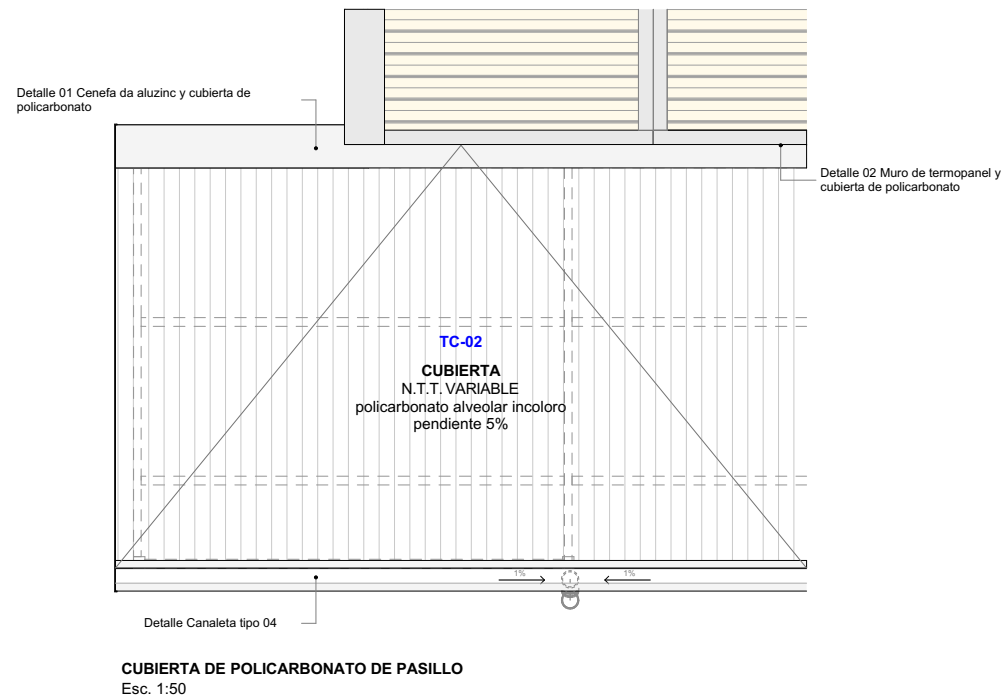 Detalle 01 Cenefa da aluzinc y cubierta de
policarbonato
Detalle 02 Muro de termopanel y
cubierta de policarbonato
TC-02
CUBIERTA
N.T.T. VARIABLE
policarbonato alveolar incoloro
pendiente 5%
1%
1%
Detalle Canaleta tipo 04
CUBIERTA DE POLICARBONATO DE PASILLO
Esc. 1:50